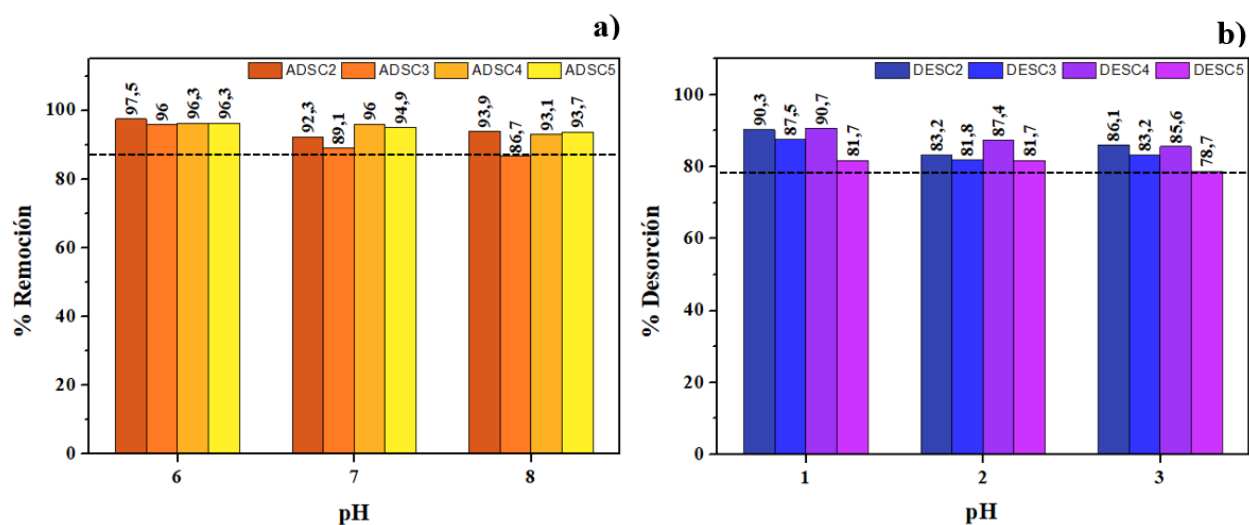 a)
ADSC2 ADSC3 ADSC4 ADSC5
97,5 96 96,3 96,3 92,3 89,1 96 94,9 93,9 86,7 93,1 93,7
% Remoción
100
80
60
40
20
0
6 7 8
pH
b)
DESC2 DESC3 DESC4 DESC5
90,3 87,5 90,7 81,7 83,2 81,8 87,4 81,7 86,1 83,2 85,6 78,7
% Desorción
100
80
60
40
20
0
1 2 3
pH